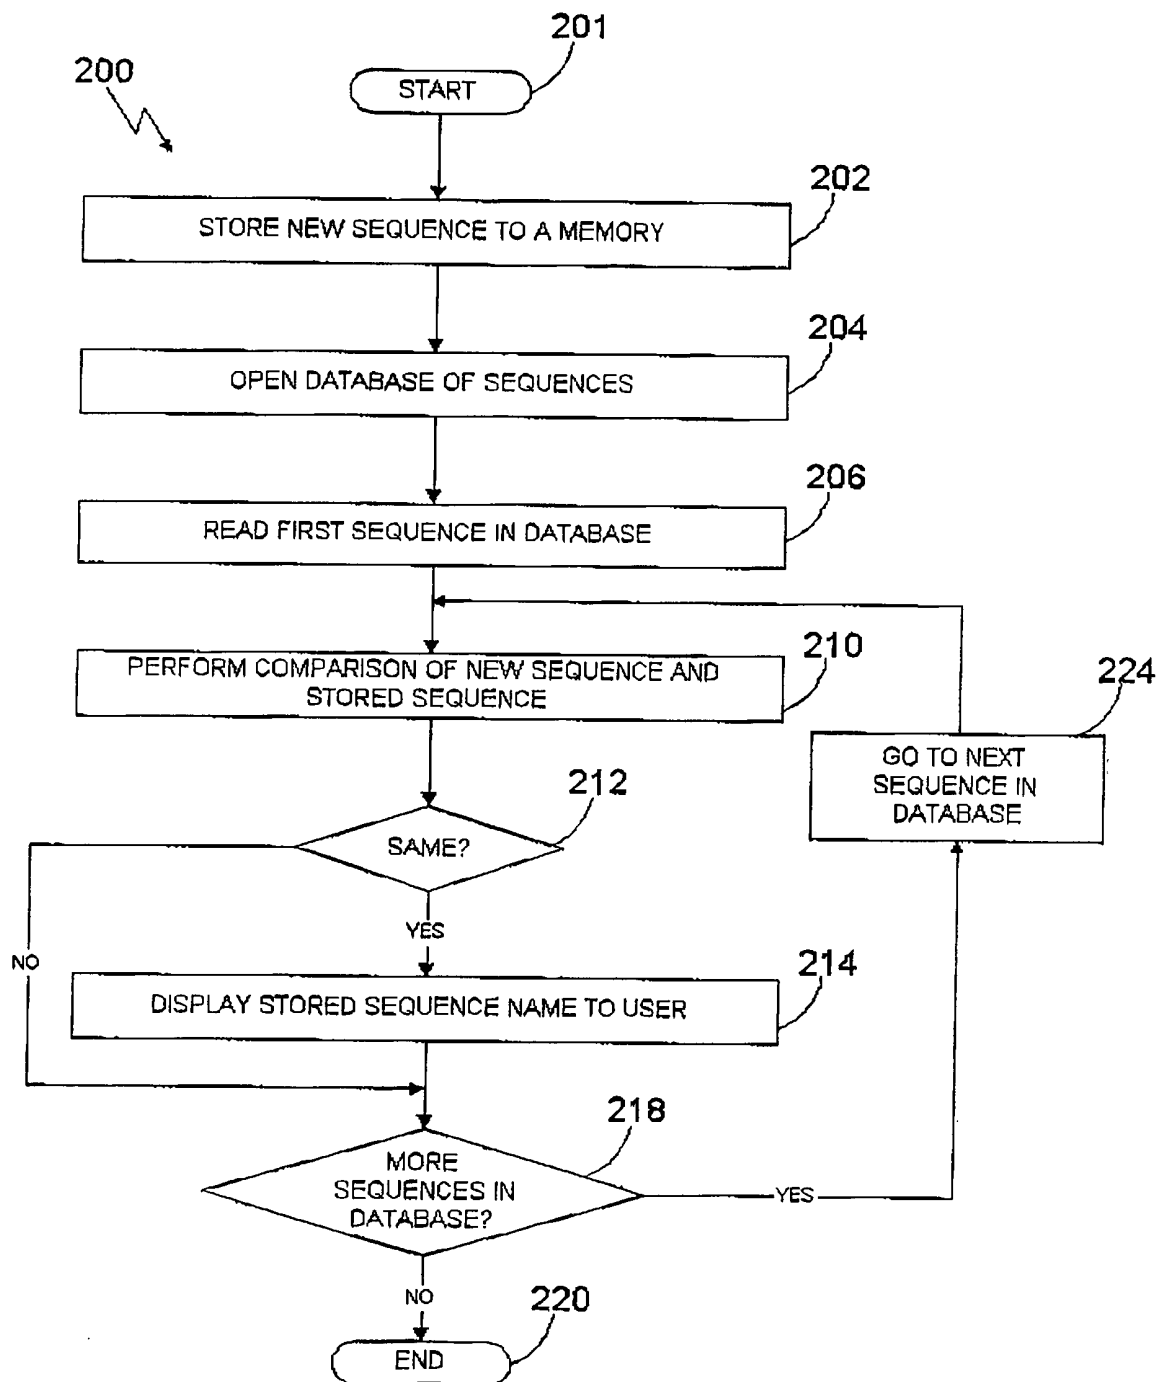 201
200
START
202
STORE NEW SEQUENCE TO A MEMORY
204
OPEN DATABASE OF SEQUENCES
206
READ FIRST SEQUENCE IN DATABASE
210
PERFORM COMPARISON OF NEW SEQUENCE AND
STORED SEQUENCE
224
GO TO NEXT
SEQUENCE IN
DATABASE
212
SAME?
YES
NO
214
DISPLAY STORED SEQUENCE NAME TO USER
218
MORE
SEQUENCES IN
DATABASE?
YES
NO
220
END